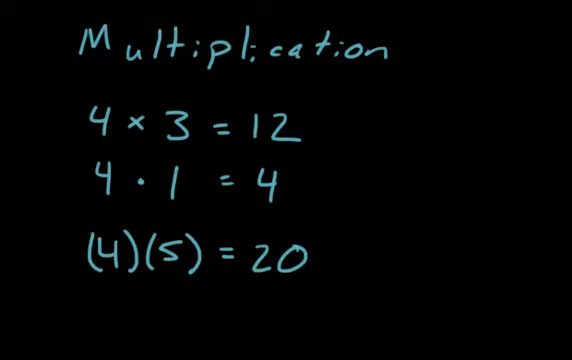 Multiplication
4 × 3 = 12
4 · 1 = 4
(4)(5) = 20